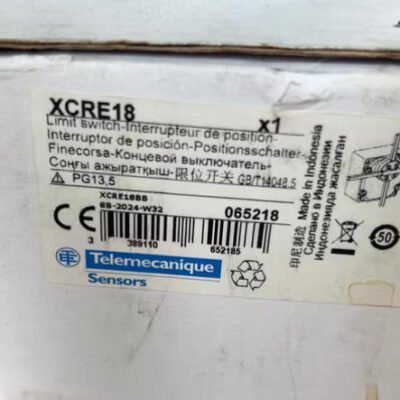 XCRE18
x1
Limit switch-Interrupteur de position-
Interruptor de posición-Positionsschalter-
Finecorsa-Концевой выключатель
Соңғы ажыратқыш-限位开关 GB/T14048.5
⚠ PG13,5
XCRE18BB
BB-2024-W32
065218
CE
3 389110 652185
Telemecanique
Sensors
Made in Indonesia
Сделано в Индонезии
Индонезияда жасалған
印尼制造
50